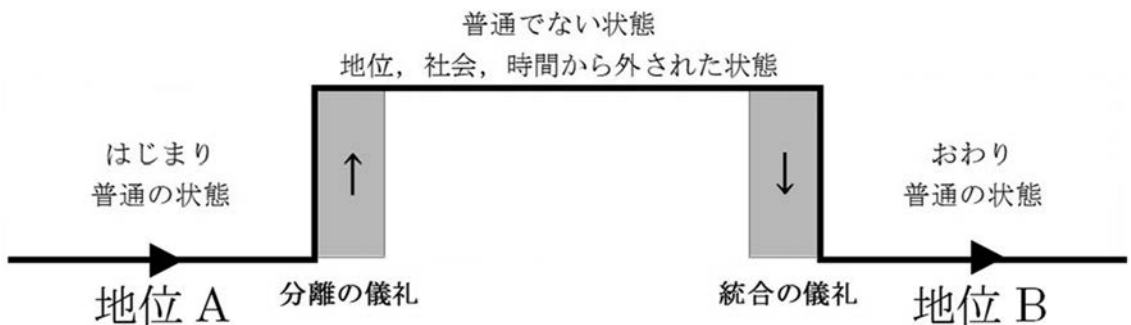 普通でない状態
地位，社会，時間から外された状態
はじまり
普通の状態
↑
↓
おわり
普通の状態
地位 A
分離の儀礼
統合の儀礼
地位 B